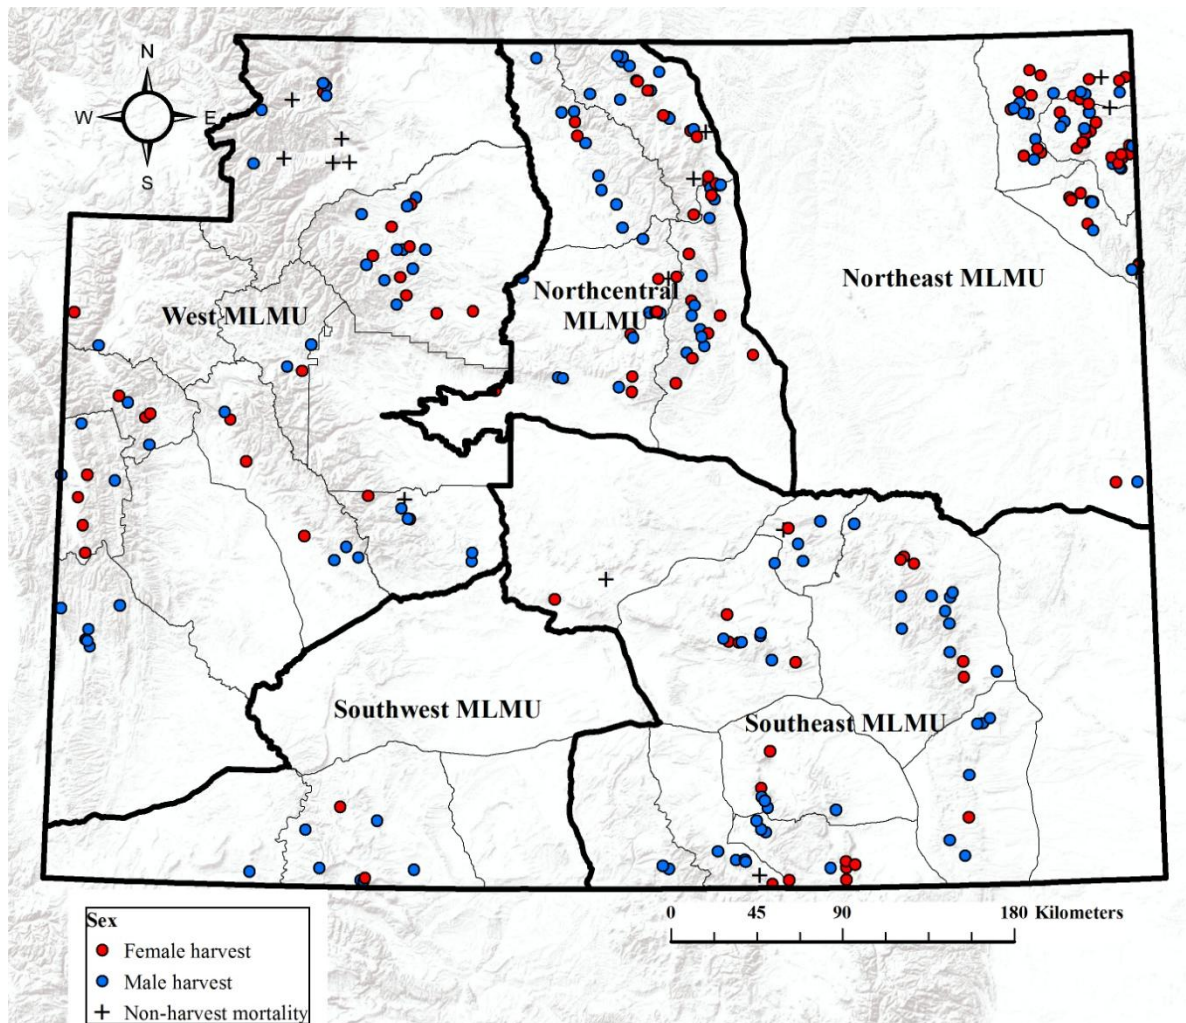 N
W E
S
West MLMU
Northcentral
MLMU
Northeast MLMU
Southwest MLMU
Southeast MLMU
Sex
Female harvest
Male harvest
Non-harvest mortality
0 45 90 180 Kilometers